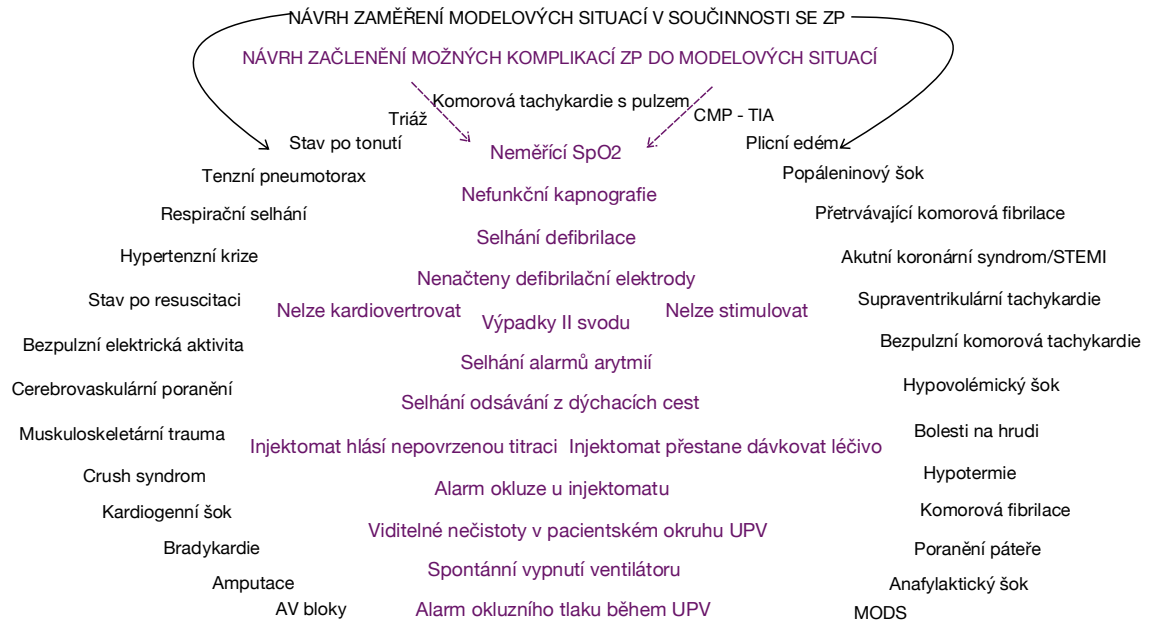 NÁVRH ZAMĚŘENÍ MODELOVÝCH SITUACÍ V SOUČINNOSTI SE ZP
NÁVRH ZAČLENĚNÍ MOŽNÝCH KOMPLIKACÍ ZP DO MODELOVÝCH SITUACÍ
Komorová tachykardie s pulzem
Triáž
CMP - TIA
Stav po tonutí
Neměřící SpO2
Plicní edém
Tenzní pneumotorax
Popáleninový šok
Nefunkční kapnografie
Respirační selhání
Přetrvávající komorová fibrilace
Selhání defibrilace
Hypertenzní krize
Akutní koronární syndrom/STEMI
Nenačteny defibrilační elektrody
Stav po resuscitaci
Supraventrikulární tachykardie
Nelze kardiovertrovat
Nelze stimulovat
Výpadky II svodu
Bezpulzní elektrická aktivita
Bezpulzní komorová tachykardie
Selhání alarmů arytmií
Cerebrovaskulární poranění
Hypovolémický šok
Selhání odsávání z dýchacích cest
Muskuloskeletární trauma
Bolesti na hrudi
Injektomat hlásí nepovrzenou titraci
Injektomat přestane dávkovat léčivo
Crush syndrom
Hypotermie
Alarm okluze u injektomatu
Kardiogenní šok
Komorová fibrilace
Viditelné nečistoty v pacientském okruhu UPV
Bradykardie
Poranění páteře
Spontánní vypnutí ventilátoru
Amputace
Anafylaktický šok
AV bloky
Alarm okluzního tlaku během UPV
MODS